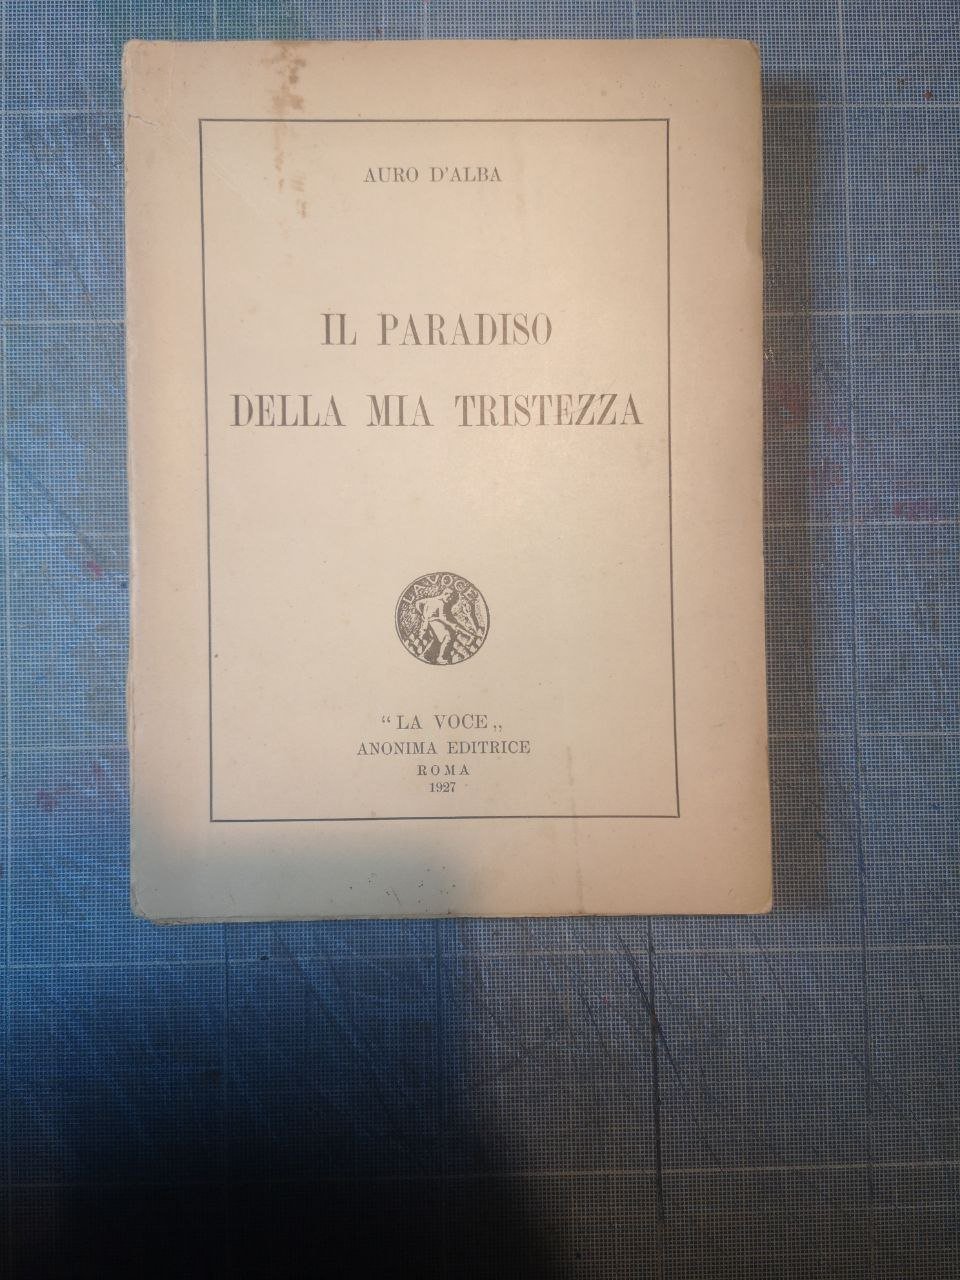 AURO D'ALBA
IL PARADISO
DELLA MIA TRISTEZZA
LA VOCE
“ LA VOCE „
ANONIMA EDITRICE
ROMA
1927